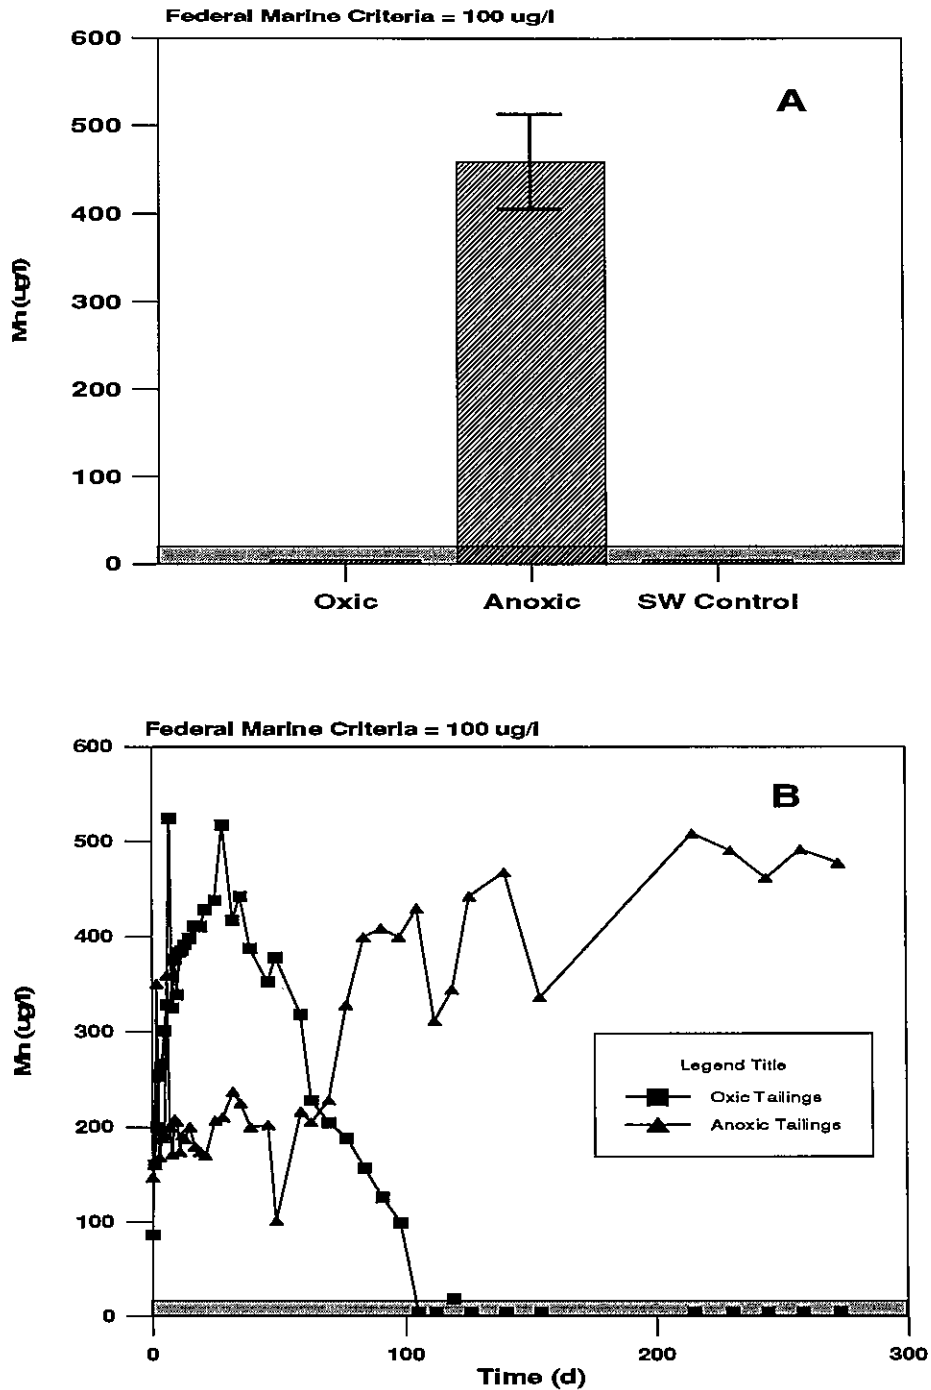 Federal Marine Criteria = 100 ug/l
600
A
500
400
Mn (ug/l)
300
200
100
0
Oxic Anoxic SW Control
Federal Marine Criteria = 100 ug/l
600
B
500
400
Mn (ug/l)
300
Legend Title
Oxic Tailings
200
Anoxic Tailings
100
0
0 100 200 300
Time (d)